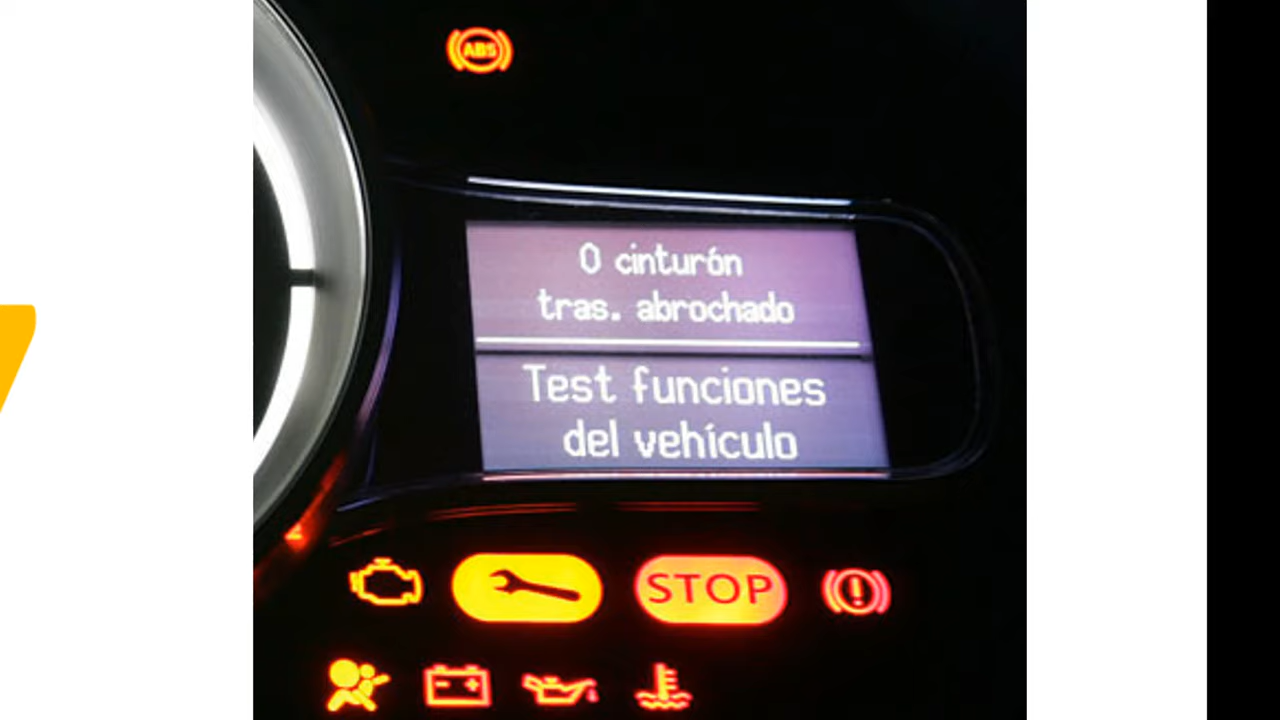 ABS
0 cinturón
tras. abrochado
Test funciones
del vehículo
STOP